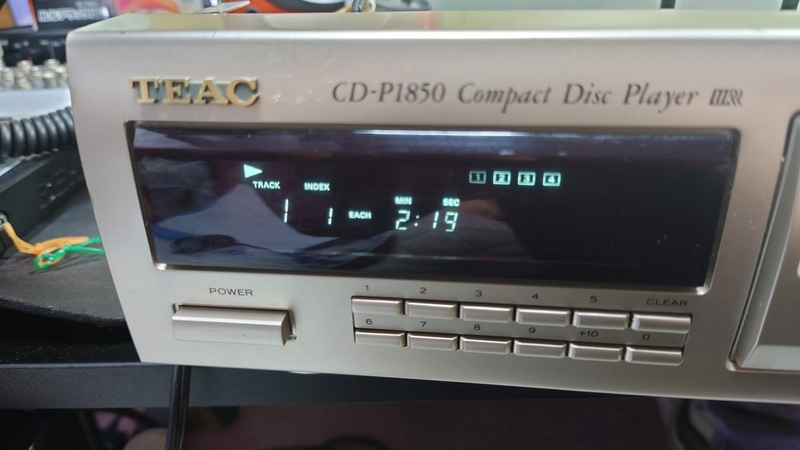 TEAC
CD-P1850 Compact Disc Player
1 2 3 4
TRACK INDEX
MIN SEC
1 1 EACH 2:19
POWER
1 2 3 4 5 CLEAR
6 7 8 9 +10 0